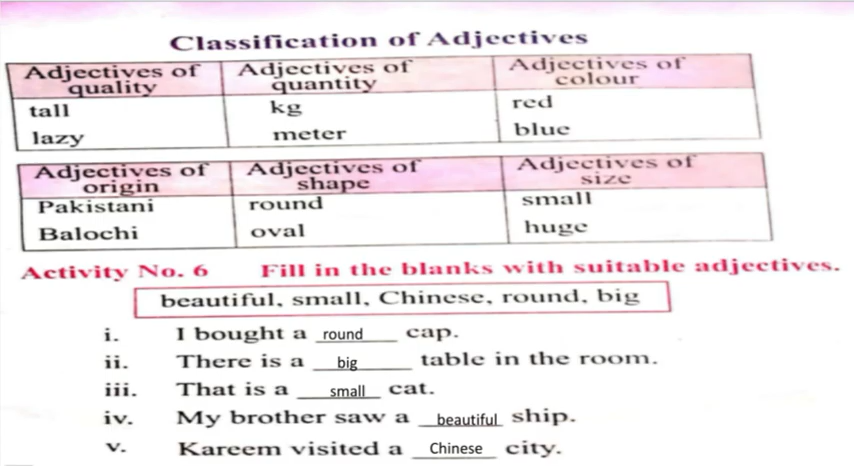 Classification of Adjectives
Adjectives of quality Adjectives of quantity Adjectives of colour
tall kg red
lazy meter blue
Adjectives of origin Adjectives of shape Adjectives of size
Pakistani round small
Balochi oval huge
Activity No. 6 Fill in the blanks with suitable adjectives.
beautiful, small, Chinese, round, big
i. I bought a round cap.
ii. There is a big table in the room.
iii. That is a small cat.
iv. My brother saw a beautiful ship.
v. Kareem visited a Chinese city.